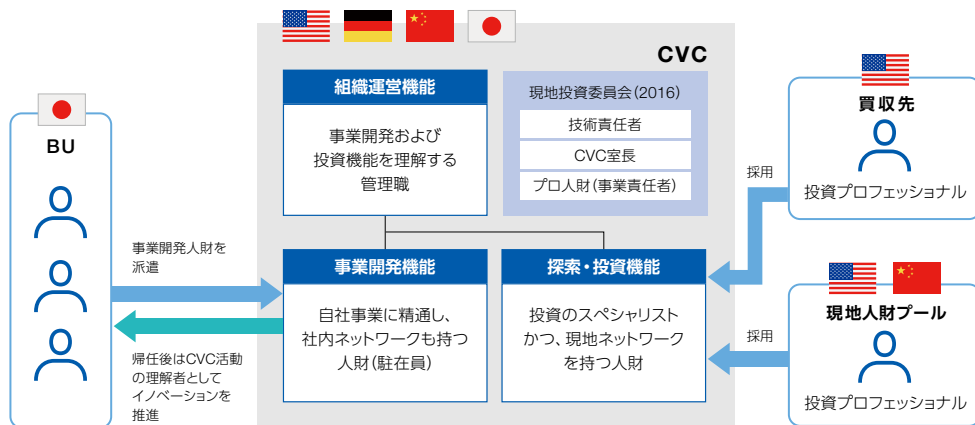 CVC
組織運営機能
事業開発および
投資機能を理解する
管理職
現地投資委員会(2016)
技術責任者
CVC室長
プロ人財(事業責任者)
BU
事業開発人財を
派遣
帰任後はCVC活動
の理解者として
イノベーションを
推進
事業開発機能
自社事業に精通し、
社内ネットワークも持つ
人財(駐在員)
探索・投資機能
投資のスペシャリスト
かつ、現地ネットワーク
を持つ人財
採用
買収先
投資プロフェッショナル
採用
現地人財プール
投資プロフェッショナル